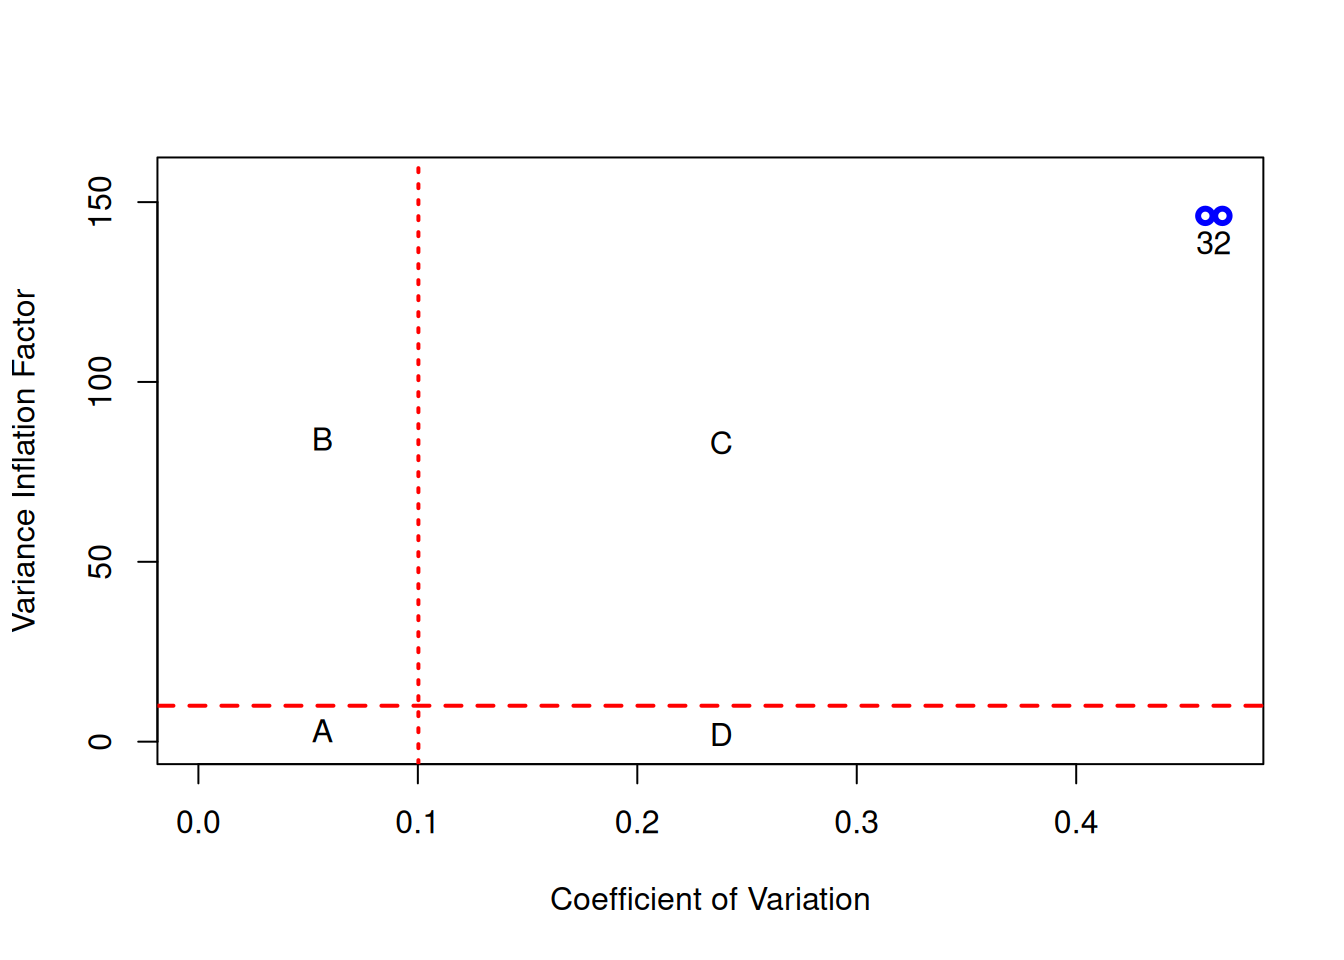 150
32
100
B
C
50
A
D
0
0.0 0.1 0.2 0.3 0.4
Variance Inflation Factor
Coefficient of Variation